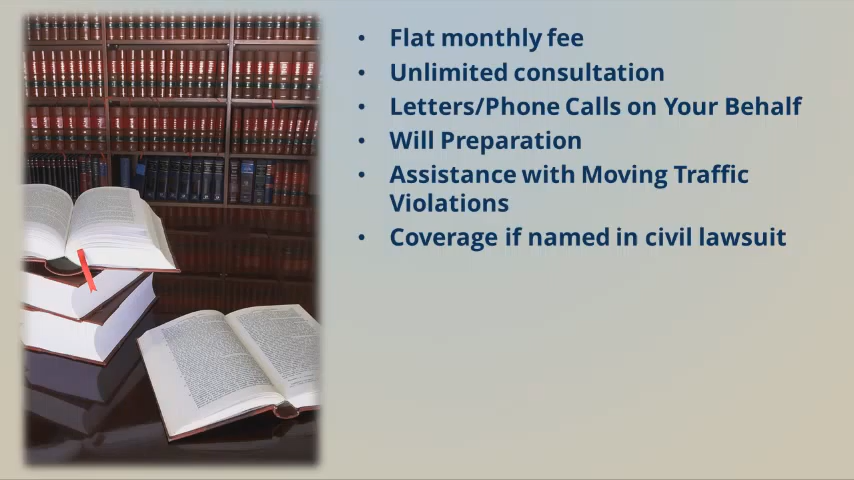 • Flat monthly fee
• Unlimited consultation
• Letters/Phone Calls on Your Behalf
• Will Preparation
• Assistance with Moving Traffic
Violations
• Coverage if named in civil lawsuit